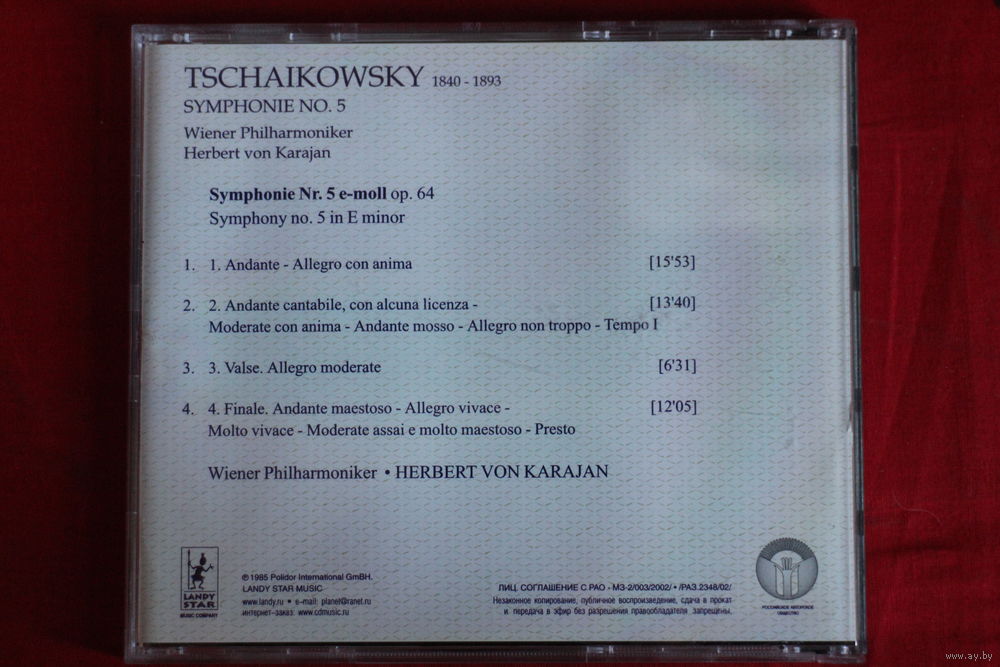 TSCHAIKOWSKY 1840 - 1893
SYMPHONIE NO. 5
Wiener Philharmoniker
Herbert von Karajan
Symphonie Nr. 5 e-moll op. 64
Symphony no. 5 in E minor
1. 1. Andante - Allegro con anima [15'53]
2. 2. Andante cantabile, con alcuna licenza - [13'40]
Moderate con anima - Andante mosso - Allegro non troppo - Tempo I
3. 3. Valse. Allegro moderate [6'31]
4. 4. Finale. Andante maestoso - Allegro vivace - [12'05]
Molto vivace - Moderate assai e molto maestoso - Presto
Wiener Philharmoniker • HERBERT VON KARAJAN
LANDY
STAR
MUSIC COMPANY
℗ 1985 Polidor International GmBH.
LANDY STAR MUSIC
www.landy.ru • e-mail: planet@ranet.ru
интернет-заказ www.cdmusic.ru
ЛИЦ. СОГЛАШЕНИЕ С РАО - МЗ-2/003/2002/ • /РАЗ.2348/02/
Незаконное копирование, публичное воспроизведение, сдача в прокат
и передача в эфир без разрешения правообладателя запрещены.
РОССИЙСКОЕ АВТОРСКОЕ
ОБЩЕСТВО
www.ay.by